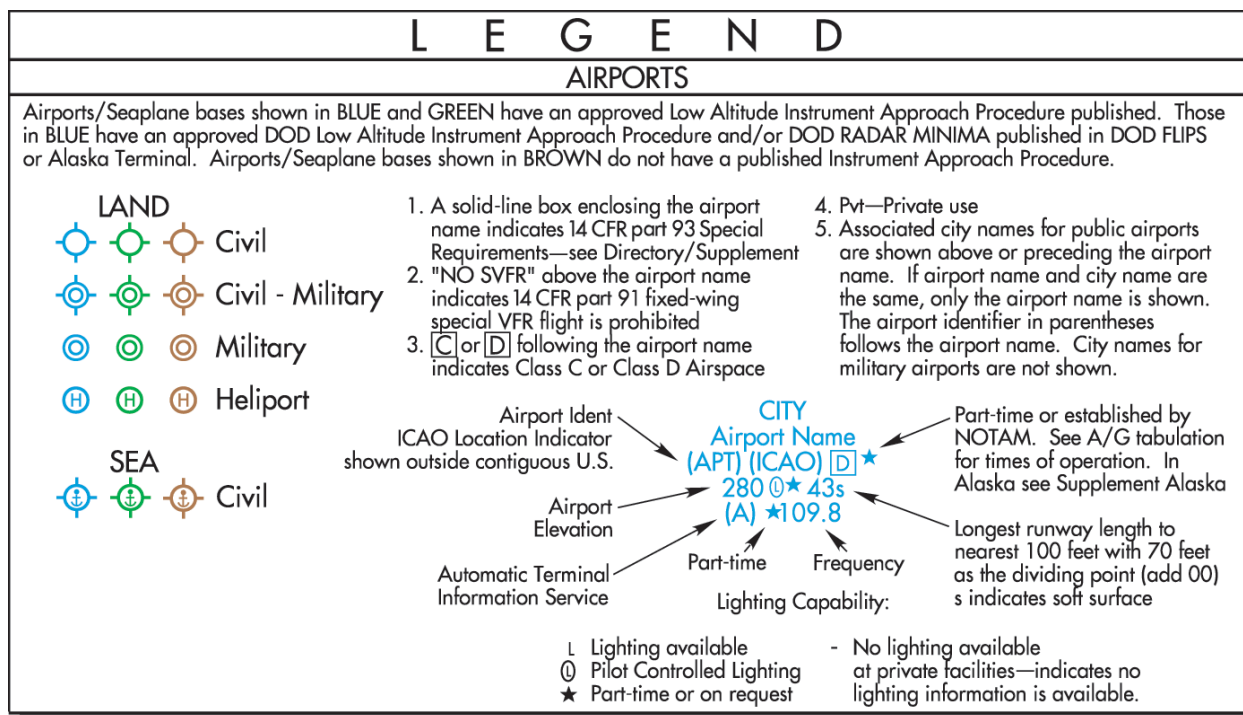 L E G E N D
AIRPORTS
Airports/Seaplane bases shown in BLUE and GREEN have an approved Low Altitude Instrument Approach Procedure published. Those
in BLUE have an approved DOD Low Altitude Instrument Approach Procedure and/or DOD RADAR MINIMA published in DOD FLIPS
or Alaska Terminal. Airports/Seaplane bases shown in BROWN do not have a published Instrument Approach Procedure.
LAND
Civil
Civil - Military
Military
H H H Heliport
SEA
Civil
1. A solid-line box enclosing the airport
name indicates 14 CFR part 93 Special
Requirements—see Directory/Supplement
2. "NO SVFR" above the airport name
indicates 14 CFR part 91 fixed-wing
special VFR flight is prohibited
3. C or D following the airport name
indicates Class C or Class D Airspace
4. Pvt—Private use
5. Associated city names for public airports
are shown above or preceding the airport
name. If airport name and city name are
the same, only the airport name is shown.
The airport identifier in parentheses
follows the airport name. City names for
military airports are not shown.
Airport Ident
ICAO Location Indicator
shown outside contiguous U.S.
Airport
Elevation
Automatic Terminal
Information Service
CITY
Airport Name
(APT) (ICAO) D ★
280 Ⓛ★ 43s
(A) ★109.8
Part-time
Frequency
Part-time or established by
NOTAM. See A/G tabulation
for times of operation. In
Alaska see Supplement Alaska
Longest runway length to
nearest 100 feet with 70 feet
as the dividing point (add 00)
s indicates soft surface
Lighting Capability:
L Lighting available
Ⓛ Pilot Controlled Lighting
★ Part-time or on request
- No lighting available
at private facilities—indicates no
lighting information is available.